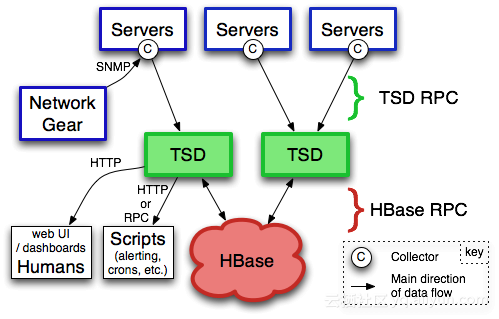 Servers
Servers
Servers
C
C
C
SNMP
Network
Gear
TSD RPC
TSD
TSD
HTTP
HTTP
or
RPC
HBase RPC
web UI
/ dashboards
Humans
Scripts
(alerting,
crons, etc.)
HBase
key
C
Collector
Main direction
of data flow